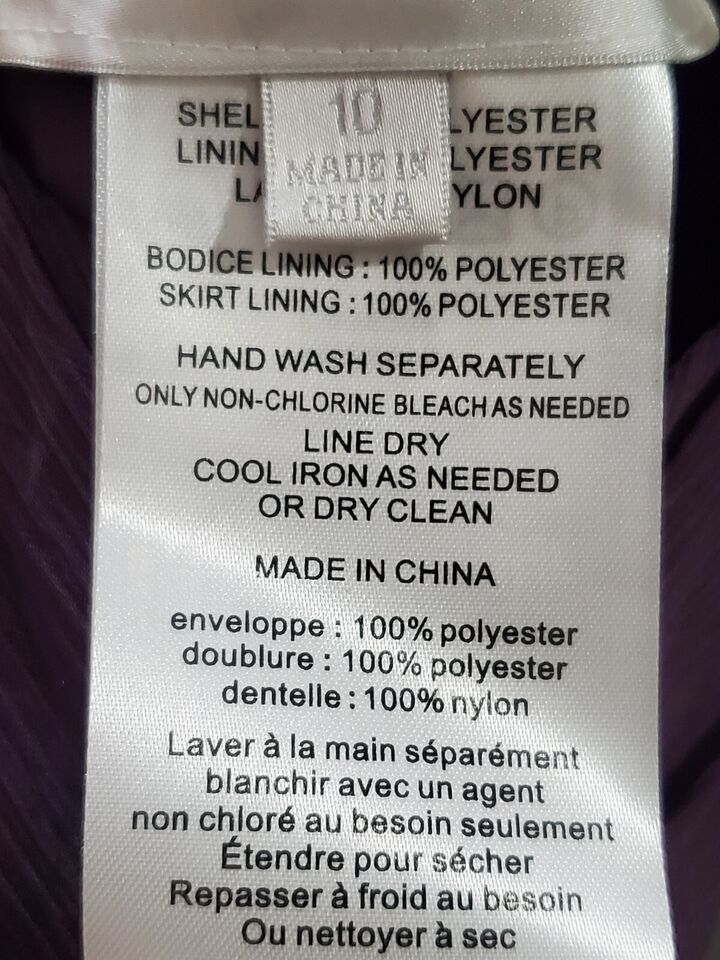 10
MADE IN
CHINA
SHEL LYESTER
LININ LYESTER
LA YLON
BODICE LINING : 100% POLYESTER
SKIRT LINING : 100% POLYESTER
HAND WASH SEPARATELY
ONLY NON-CHLORINE BLEACH AS NEEDED
LINE DRY
COOL IRON AS NEEDED
OR DRY CLEAN
MADE IN CHINA
enveloppe : 100% polyester
doublure : 100% polyester
dentelle : 100% nylon
Laver à la main séparément
blanchir avec un agent
non chloré au besoin seulement
Étendre pour sécher
Repasser à froid au besoin
Ou nettoyer à sec